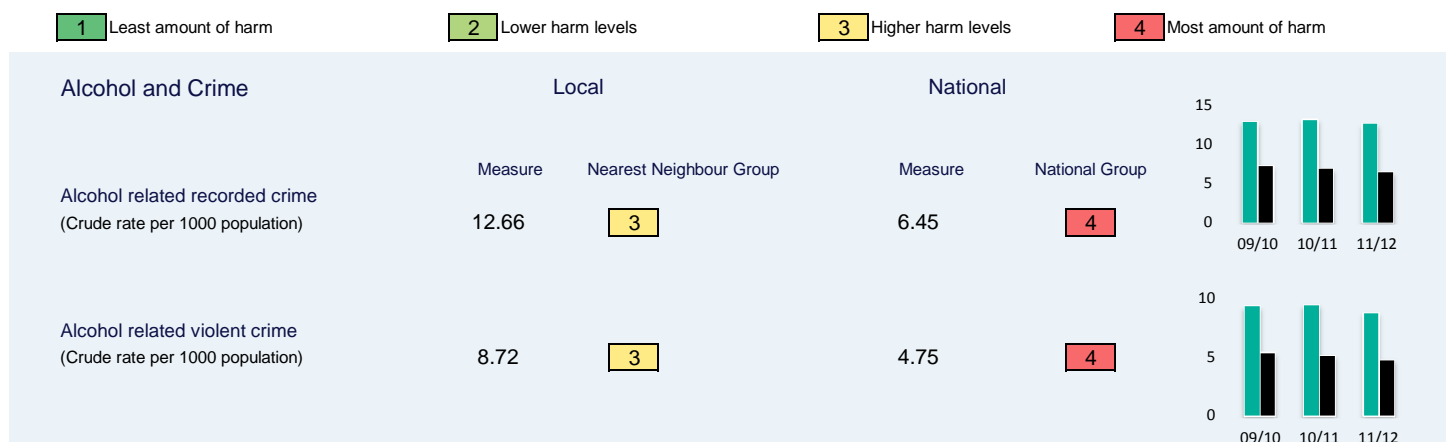 1 Least amount of harm 2 Lower harm levels 3 Higher harm levels 4 Most amount of harm
Alcohol and Crime Local National
Measure Nearest Neighbour Group Measure National Group
Alcohol related recorded crime
(Crude rate per 1000 population) 12.66 3 6.45 4
15
10
5
0
09/10 10/11 11/12
Alcohol related violent crime
(Crude rate per 1000 population) 8.72 3 4.75 4
10
5
0
09/10 10/11 11/12